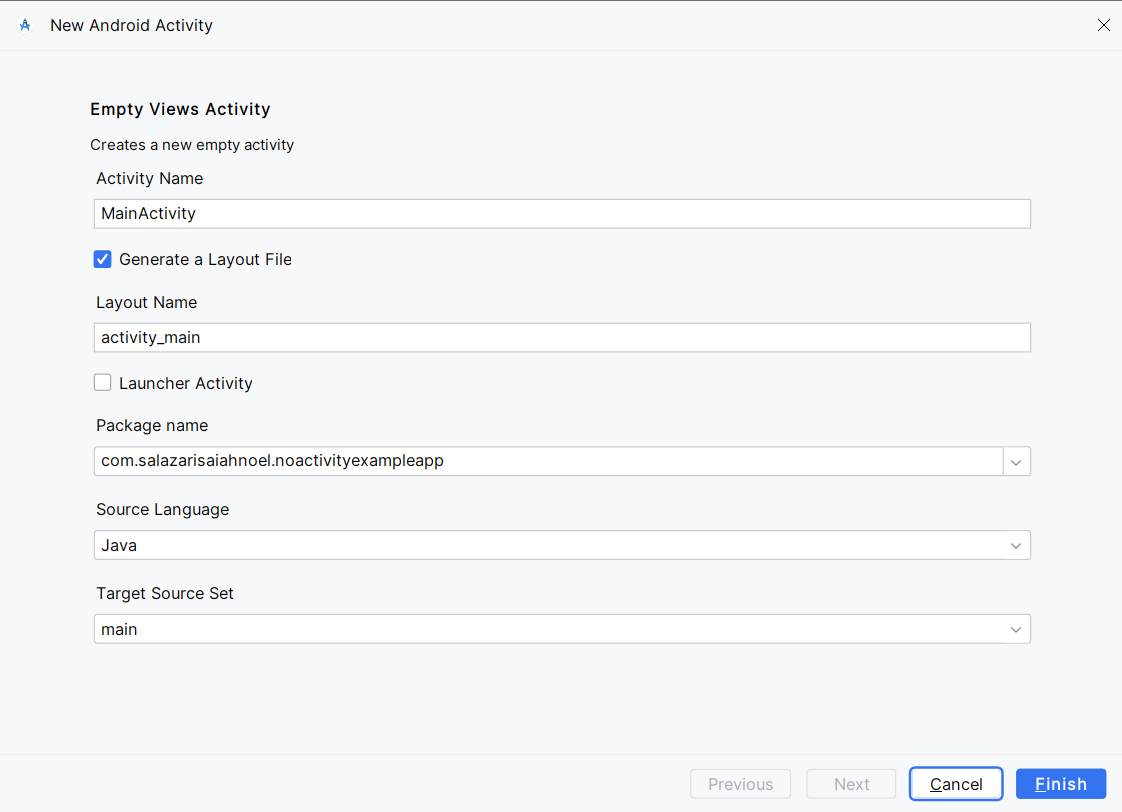 New Android Activity
Empty Views Activity
Creates a new empty activity
Activity Name
MainActivity
Generate a Layout File
Layout Name
activity_main
Launcher Activity
Package name
com.salazarisaiahnoel.noactivityexampleapp
Source Language
Java
Target Source Set
main
Previous Next Cancel Finish